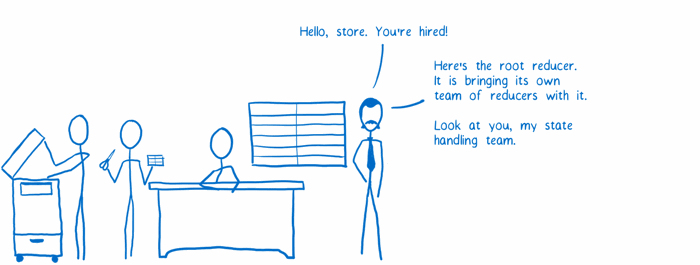 Hello, store. You're hired!
Here's the root reducer.
It is bringing its own
team of reducers with it.
Look at you, my state
handling team.